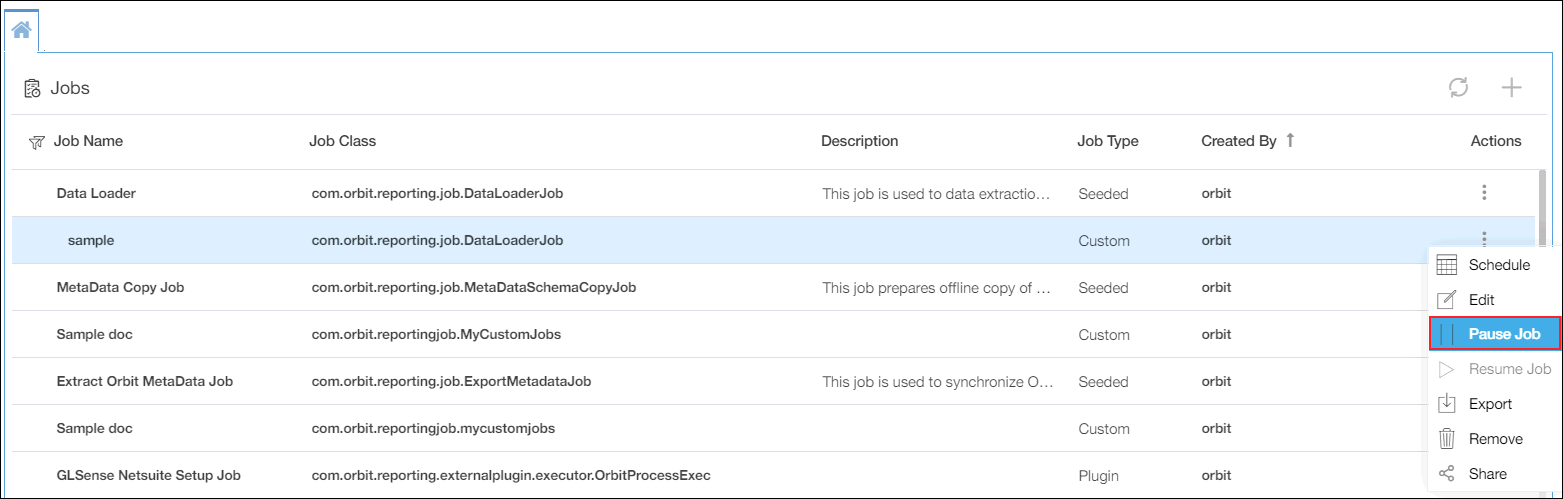 Jobs
Job Name Job Class Description Job Type Created By Actions
Data Loader com.orbit.reporting.job.DataLoaderJob This job is used to data extractio… Seeded orbit
sample com.orbit.reporting.job.DataLoaderJob Custom orbit
Schedule
MetaData Copy Job com.orbit.reporting.job.MetaDataSchemaCopyJob This job prepares offline copy of … Seeded orbit
Edit
Sample doc com.orbit.reportingjob.MyCustomJobs Custom orbit
Pause Job
Resume Job
Extract Orbit MetaData Job com.orbit.reporting.job.ExportMetadataJob This job is used to synchronize O… Seeded orbit
Export
Sample doc com.orbit.reportingjob.mycustomjobs Custom orbit
Remove
GLSense Netsuite Setup Job com.orbit.reporting.externalplugin.executor.OrbitProcessExec Plugin orbit
Share